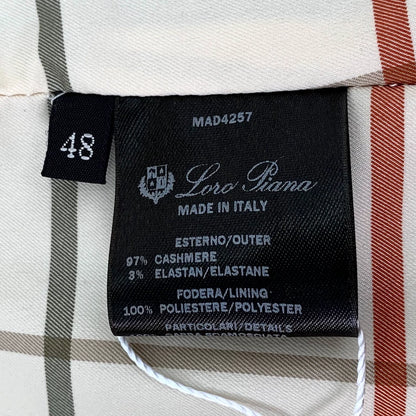 MAD4257
48
Loro Piana
MADE IN ITALY
ESTERNO/OUTER
97% CASHMERE
3% ELASTAN/ELASTANE
FODERA/LINING
100% POLIESTERE/POLYESTER
PARTICOLARI/DETAILS